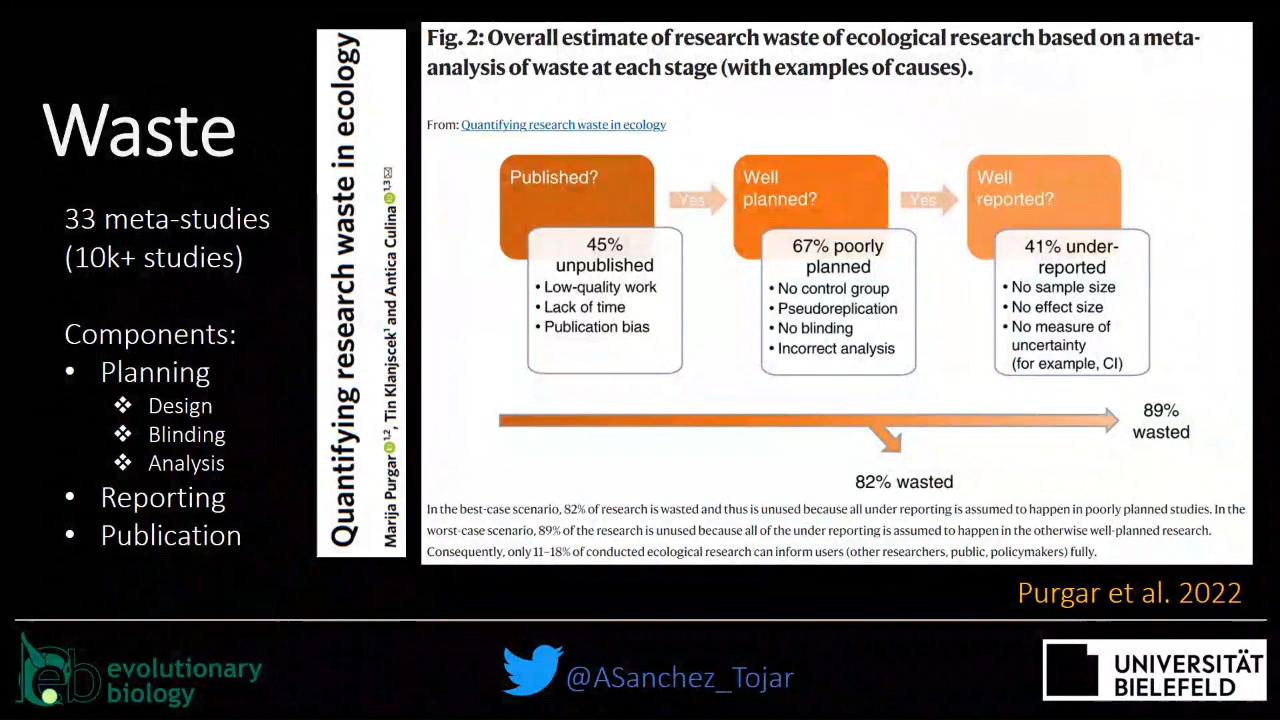 Waste
33 meta-studies
(10k+ studies)
Components:
• Planning
❖ Design
❖ Blinding
❖ Analysis
• Reporting
• Publication
Quantifying research waste in ecology
Marija Purgar 1,2, Tin Klanjscek1 and Antica Culina 1,3
Fig. 2: Overall estimate of research waste of ecological research based on a meta-
analysis of waste at each stage (with examples of causes).
From: Quantifying research waste in ecology
Published?
Yes
Well
planned?
Yes
Well
reported?
45%
unpublished
• Low-quality work
• Lack of time
• Publication bias
67% poorly
planned
• No control group
• Pseudoreplication
• No blinding
• Incorrect analysis
41% under-
reported
• No sample size
• No effect size
• No measure of
uncertainty
(for example, CI)
89%
wasted
82% wasted
In the best-case scenario, 82% of research is wasted and thus is unused because all under reporting is assumed to happen in poorly planned studies. In the
worst-case scenario, 89% of the research is unused because all of the under reporting is assumed to happen in the otherwise well-planned research.
Consequently, only 11–18% of conducted ecological research can inform users (other researchers, public, policymakers) fully.
Purgar et al. 2022
eb evolutionary
biology
@ASanchez_Tojar
UNIVERSITÄT
BIELEFELD